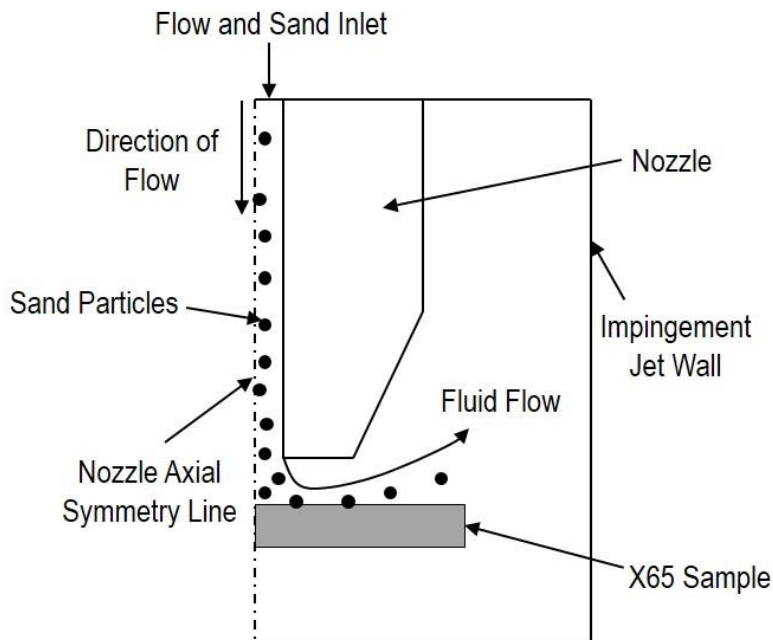 Flow and Sand Inlet
Direction of
Flow
Nozzle
Sand Particles
Impingement
Jet Wall
Fluid Flow
Nozzle Axial
Symmetry Line
X65 Sample